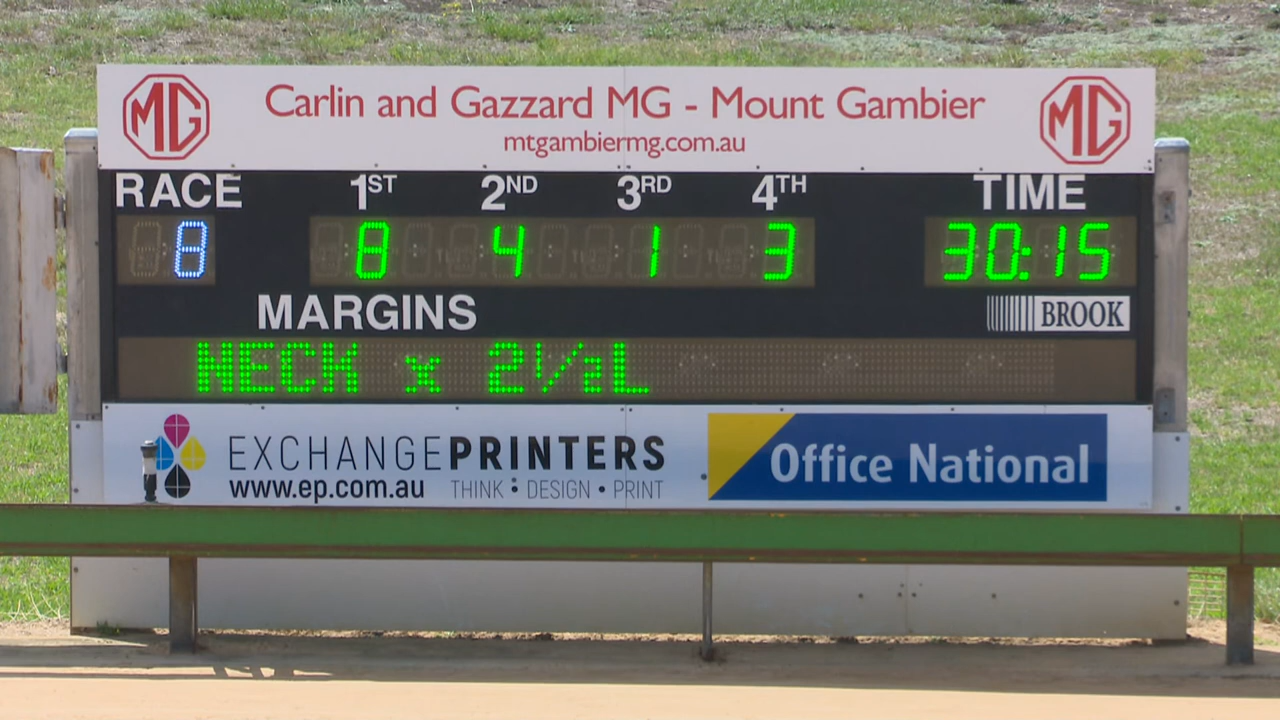 MG Carlin and Gazzard MG - Mount Gambier MG
mtgambiermg.com.au
RACE 1ST 2ND 3RD 4TH TIME
8 8 4 1 3 30:15
MARGINS BROOK
NECK x 2½L
EXCHANGEPRINTERS Office National
www.ep.com.au THINK • DESIGN • PRINT